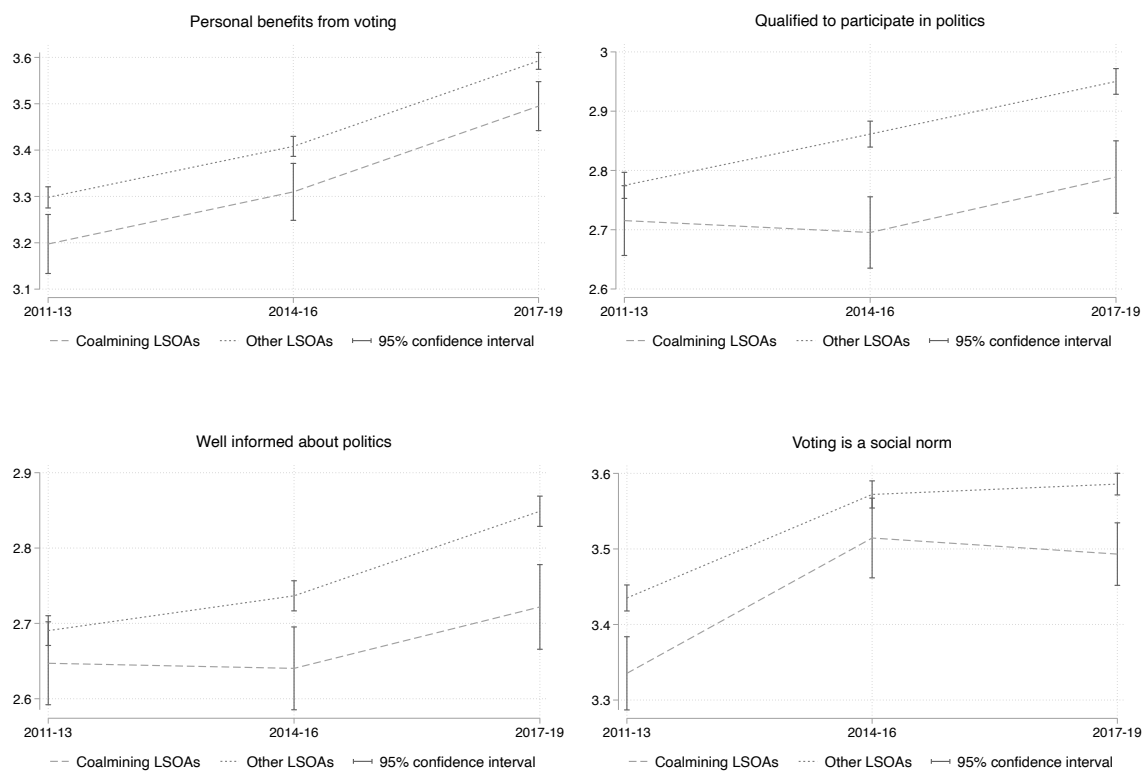 Personal benefits from voting
3.6
3.5
3.4
3.3
3.2
3.1
2011-13 2014-16 2017-19
Coalmining LSOAs Other LSOAs 95% confidence interval
Qualified to participate in politics
3
2.9
2.8
2.7
2.6
2011-13 2014-16 2017-19
Coalmining LSOAs Other LSOAs 95% confidence interval
Well informed about politics
2.9
2.8
2.7
2.6
2011-13 2014-16 2017-19
Coalmining LSOAs Other LSOAs 95% confidence interval
Voting is a social norm
3.6
3.5
3.4
3.3
2011-13 2014-16 2017-19
Coalmining LSOAs Other LSOAs 95% confidence interval